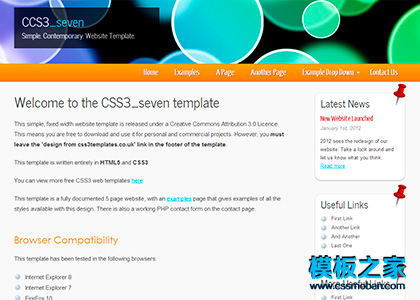 CCS3_seven
Simple. Contemporary. Website Template.
Home Examples A Page Another Page Example Drop Down Contact Us
Welcome to the CSS3_seven template
This simple, fixed width website template is released under a Creative Commons Attribution 3.0 Licence.
This means you are free to download and use it for personal and commercial projects. However, you must
leave the 'design from css3templates.co.uk' link in the footer of the template.
This template is written entirely in HTML5 and CSS3
You can view more free CSS3 web templates here.
This template is a fully documented 5 page website, with an examples page that gives examples of all the
styles available with this design. There is also a working PHP contact form on the contact page.
Browser Compatibility
This template has been tested in the following browsers:
Internet Explorer 8
Internet Explorer 7
FireFox 10
Latest News
New Website Launched
January 1st, 2012
2012 sees the redesign of our
website. Take a look around and
let us know what you think.
Read more
Useful Links
First Link
Another Link
And Another
Last One
More Useful Links
First Link
模板之家
www.cssmoban.com